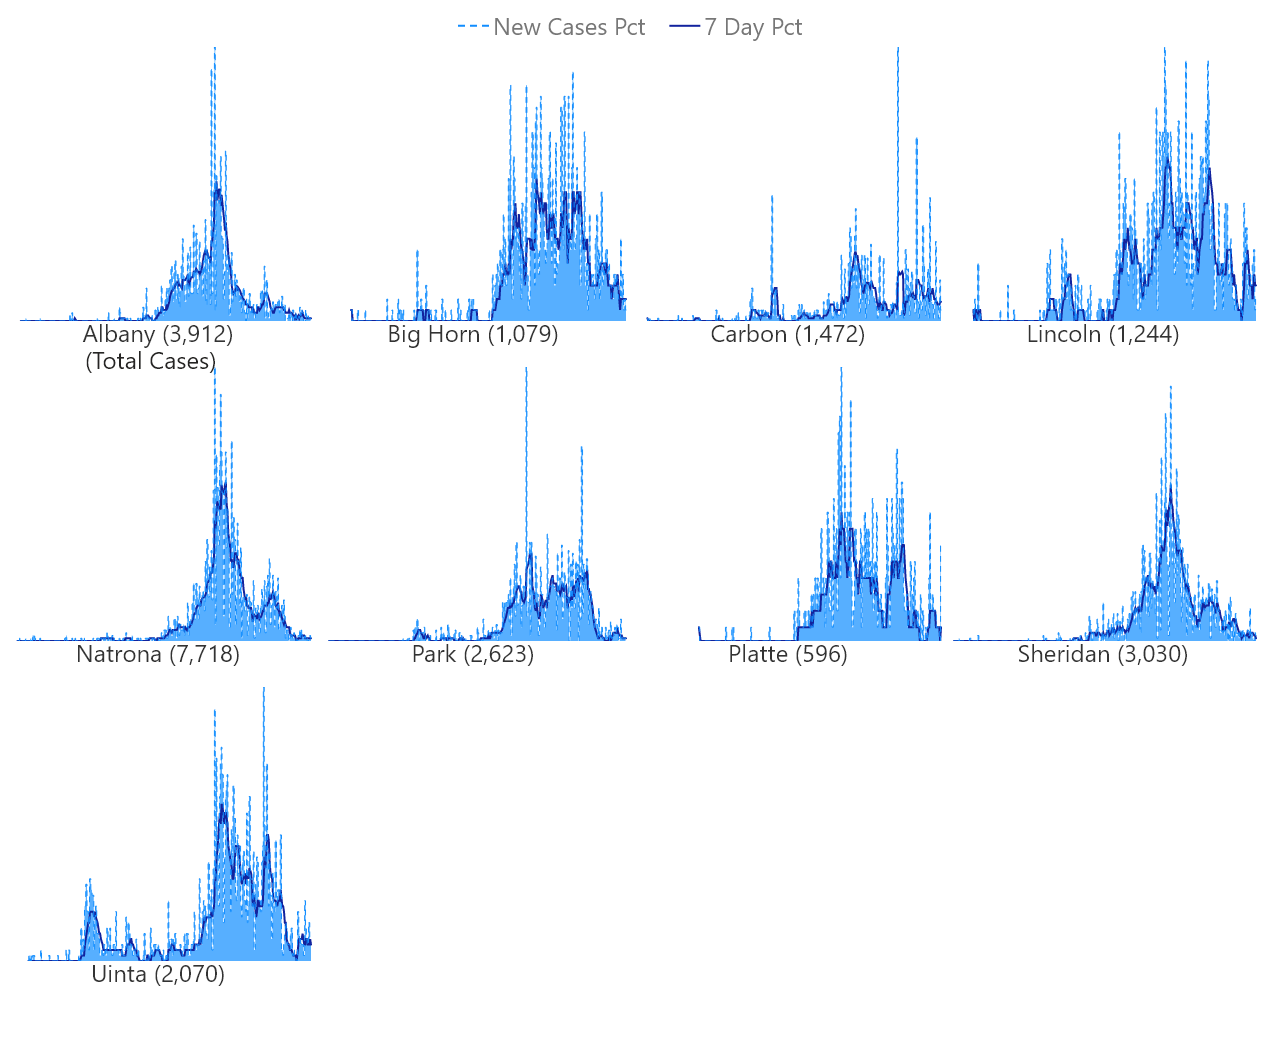 New Cases Pct 7 Day Pct
Albany (3,912) Big Horn (1,079) Carbon (1,472) Lincoln (1,244)
(Total Cases)
Natrona (7,718) Park (2,623) Platte (596) Sheridan (3,030)
Uinta (2,070)